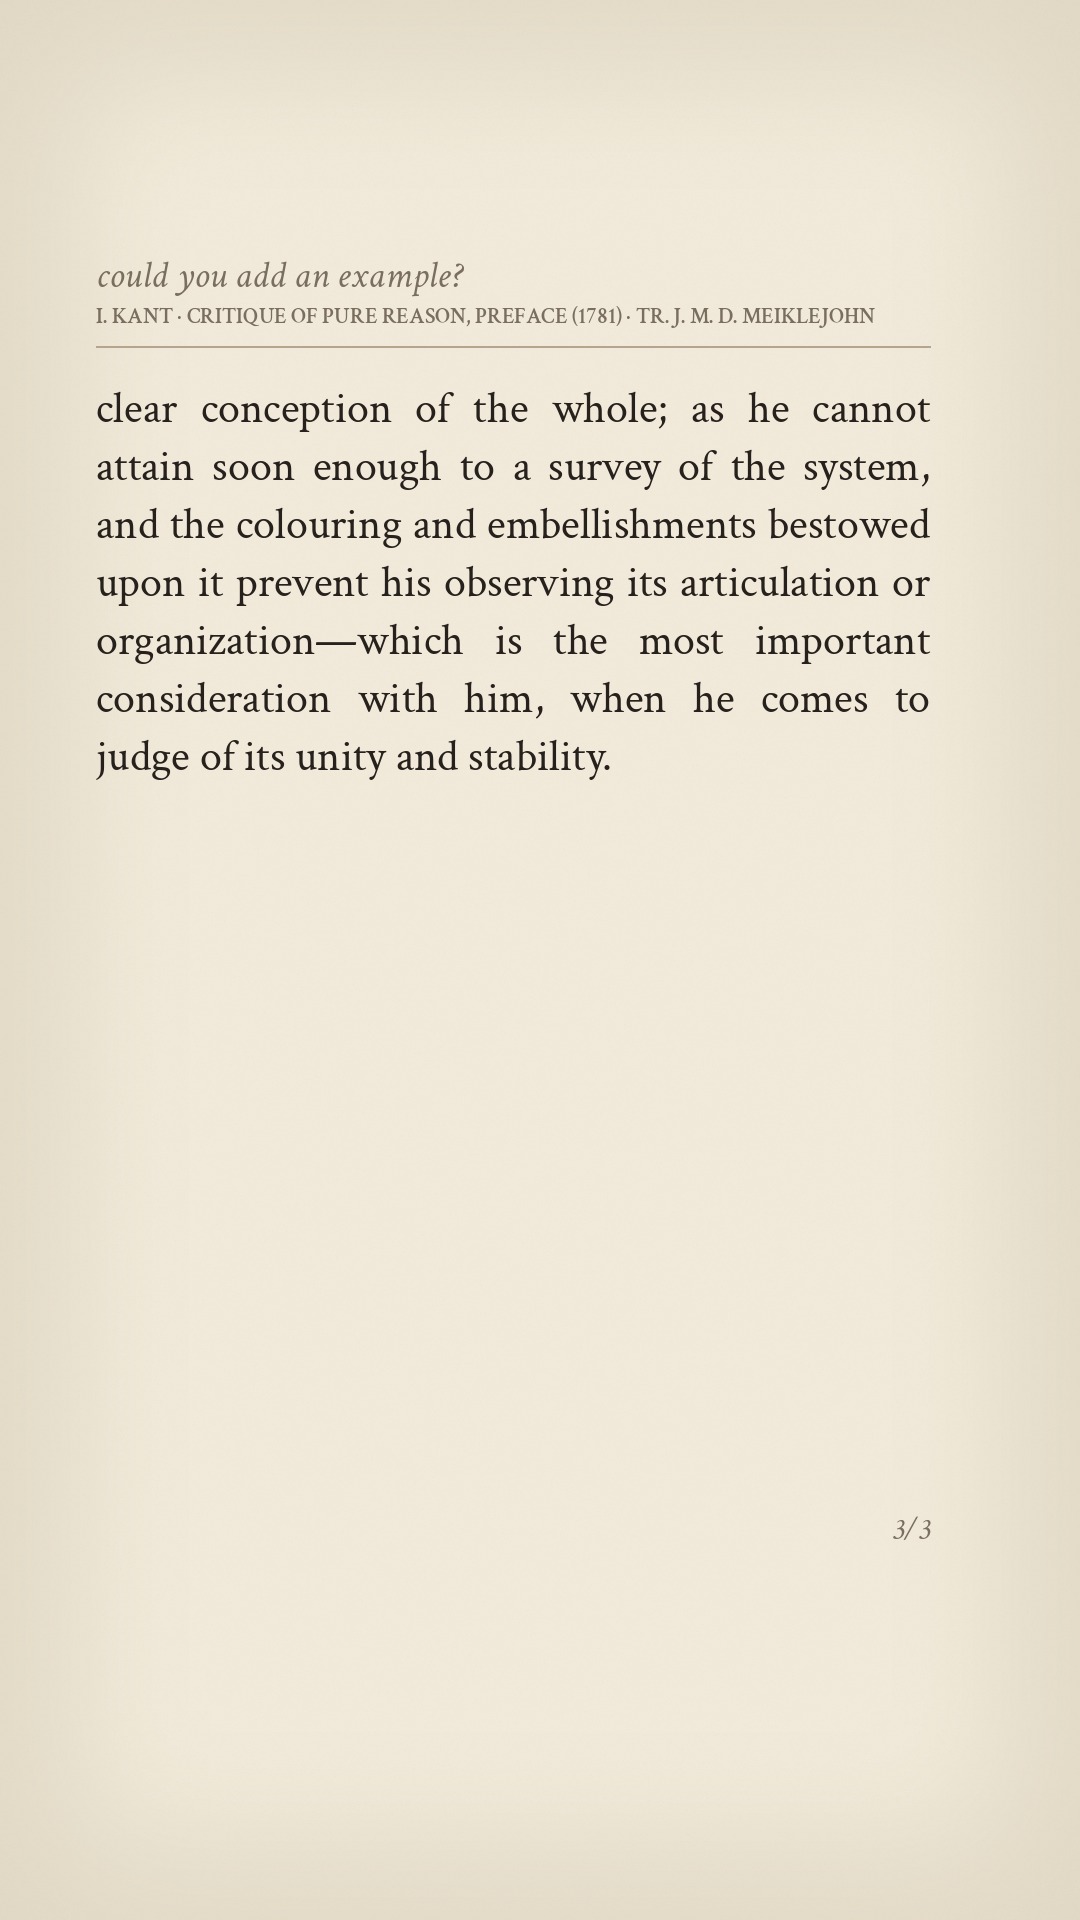 could you add an example?
I. KANT · CRITIQUE OF PURE REASON, PREFACE (1781) · TR. J. M. D. MEIKLEJOHN
clear conception of the whole; as he cannot
attain soon enough to a survey of the system,
and the colouring and embellishments bestowed
upon it prevent his observing its articulation or
organization—which is the most important
consideration with him, when he comes to
judge of its unity and stability.
3/3